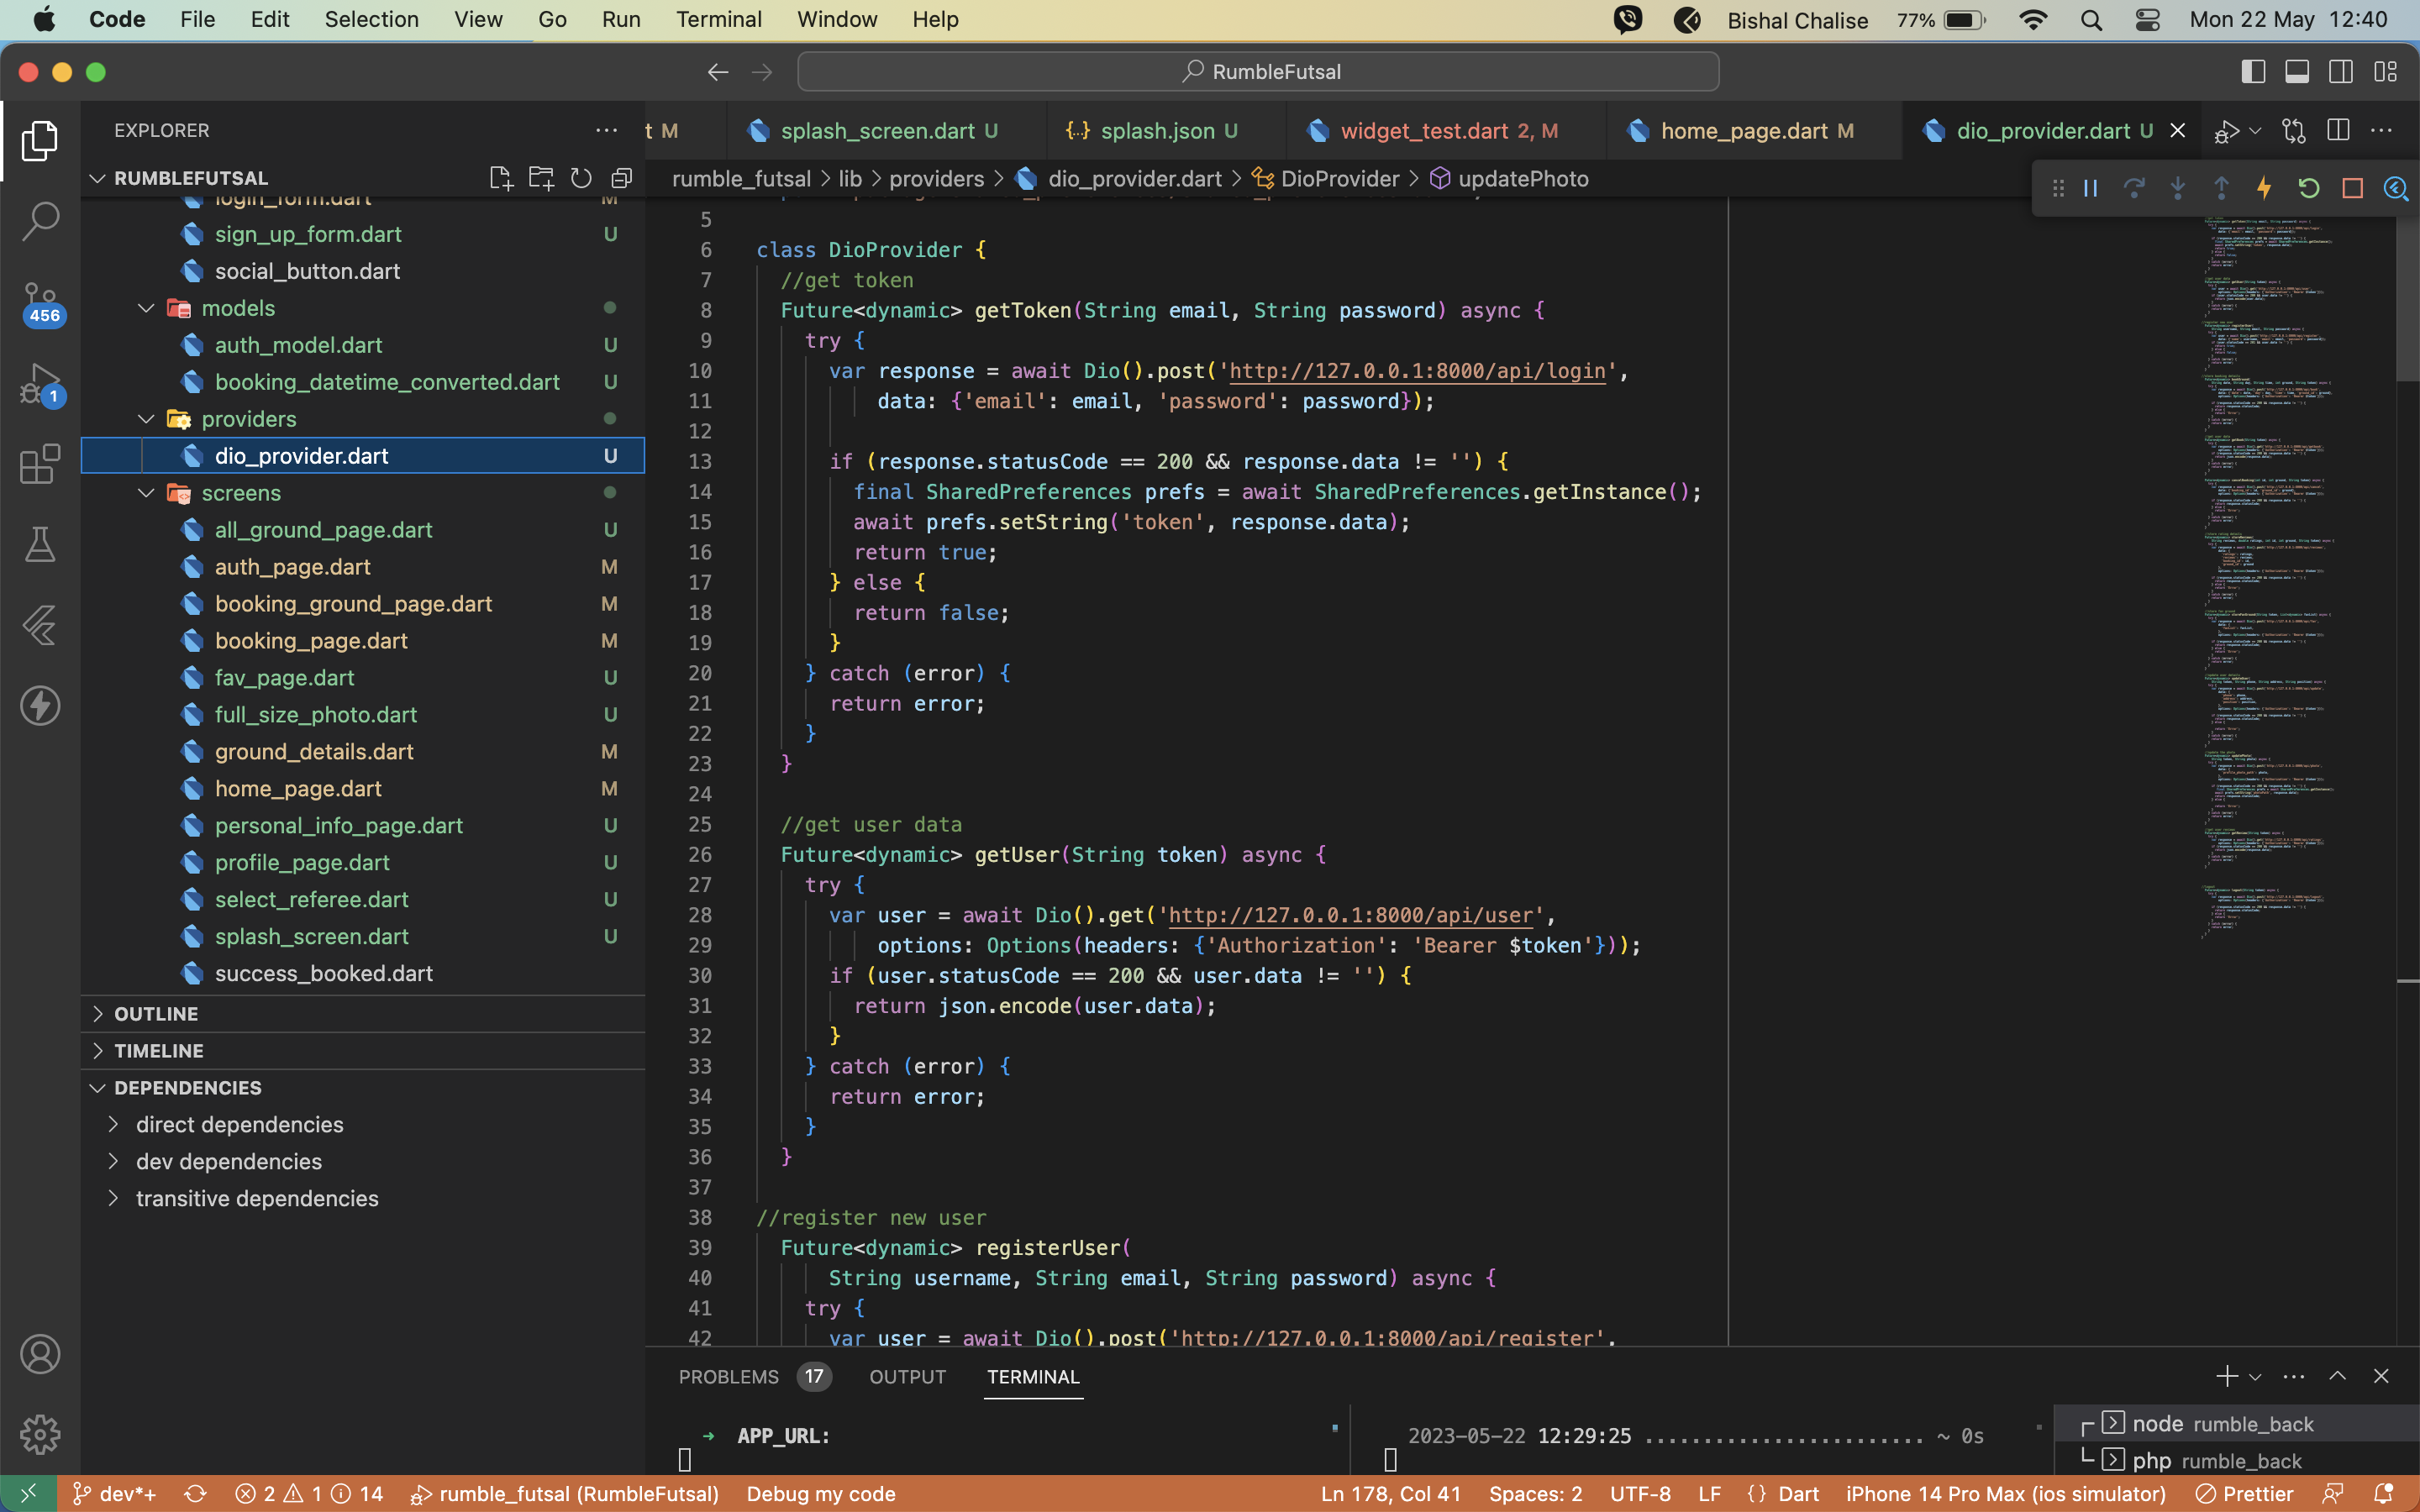 Code File Edit Selection View Go Run Terminal Window Help Bishal Chalise 77% Mon 22 May 12:40
RumbleFutsal
EXPLORER
RUMBLEFUTSAL
login_form.dart M
sign_up_form.dart U
social_button.dart
models
auth_model.dart U
booking_datetime_converted.dart U
providers
dio_provider.dart U
screens
all_ground_page.dart U
auth_page.dart M
booking_ground_page.dart M
booking_page.dart M
fav_page.dart U
full_size_photo.dart U
ground_details.dart M
home_page.dart M
personal_info_page.dart U
profile_page.dart U
select_referee.dart U
splash_screen.dart U
success_booked.dart
OUTLINE
TIMELINE
DEPENDENCIES
direct dependencies
dev dependencies
transitive dependencies
456
1
t M splash_screen.dart U {..} splash.json U widget_test.dart 2, M home_page.dart M dio_provider.dart U
rumble_futsal > lib > providers > dio_provider.dart > DioProvider > updatePhoto
5
6 class DioProvider {
7 //get token
8 Future<dynamic> getToken(String email, String password) async {
9 try {
10 var response = await Dio().post('http://127.0.0.1:8000/api/login',
11 data: {'email': email, 'password': password});
12
13 if (response.statusCode == 200 && response.data != '') {
14 final SharedPreferences prefs = await SharedPreferences.getInstance();
15 await prefs.setString('token', response.data);
16 return true;
17 } else {
18 return false;
19 }
20 } catch (error) {
21 return error;
22 }
23 }
24
25 //get user data
26 Future<dynamic> getUser(String token) async {
27 try {
28 var user = await Dio().get('http://127.0.0.1:8000/api/user',
29 options: Options(headers: {'Authorization': 'Bearer $token'}));
30 if (user.statusCode == 200 && user.data != '') {
31 return json.encode(user.data);
32 }
33 } catch (error) {
34 return error;
35 }
36 }
37
38 //register new user
39 Future<dynamic> registerUser(
40 String username, String email, String password) async {
41 try {
42 var user = await Dio().post('http://127.0.0.1:8000/api/register',
PROBLEMS 17 OUTPUT TERMINAL
➜ APP_URL:
2023-05-22 12:29:25 ....................... ~ 0s
node rumble_back
php rumble_back
dev*+ 2 1 14 rumble_futsal (RumbleFutsal) Debug my code Ln 178, Col 41 Spaces: 2 UTF-8 LF {} Dart iPhone 14 Pro Max (ios simulator) Prettier